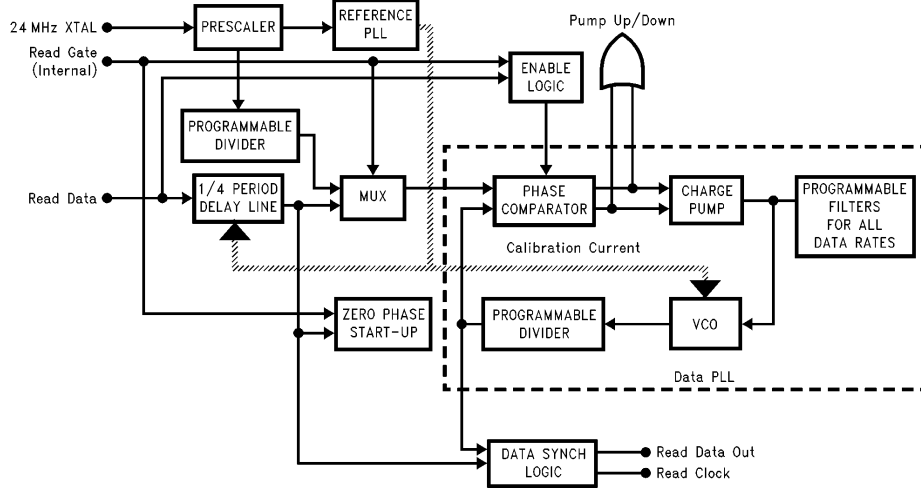 Pump Up/Down
24 MHz XTAL
PRESCALER
REFERENCE
PLL
Read Gate
(Internal)
ENABLE
LOGIC
PROGRAMMABLE
DIVIDER
Read Data
1/4 PERIOD
DELAY LINE
MUX
PHASE
COMPARATOR
CHARGE
PUMP
PROGRAMMABLE
FILTERS
FOR ALL
DATA RATES
Calibration Current
ZERO PHASE
START-UP
PROGRAMMABLE
DIVIDER
VCO
Data PLL
DATA SYNCH
LOGIC
Read Data Out
Read Clock